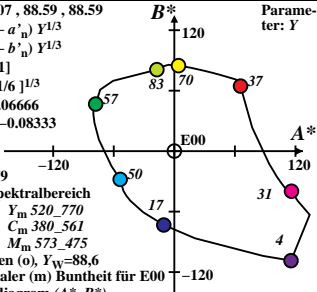 07 , 88.59 , 88.59
B*
Parame-
ter: Y
– a’n) Y1/3
– b’n) Y1/3
120
1]
1/6 ]1/3
83
70
37
.06666
57
–0.08333
E00
A*
–120
120
9
50
pektralbereich
31
Ym 520_770
17
Cm 380_561
Mm 573_475
4
en (o), YW=88,6
–120
aler (m) Buntheit für E00